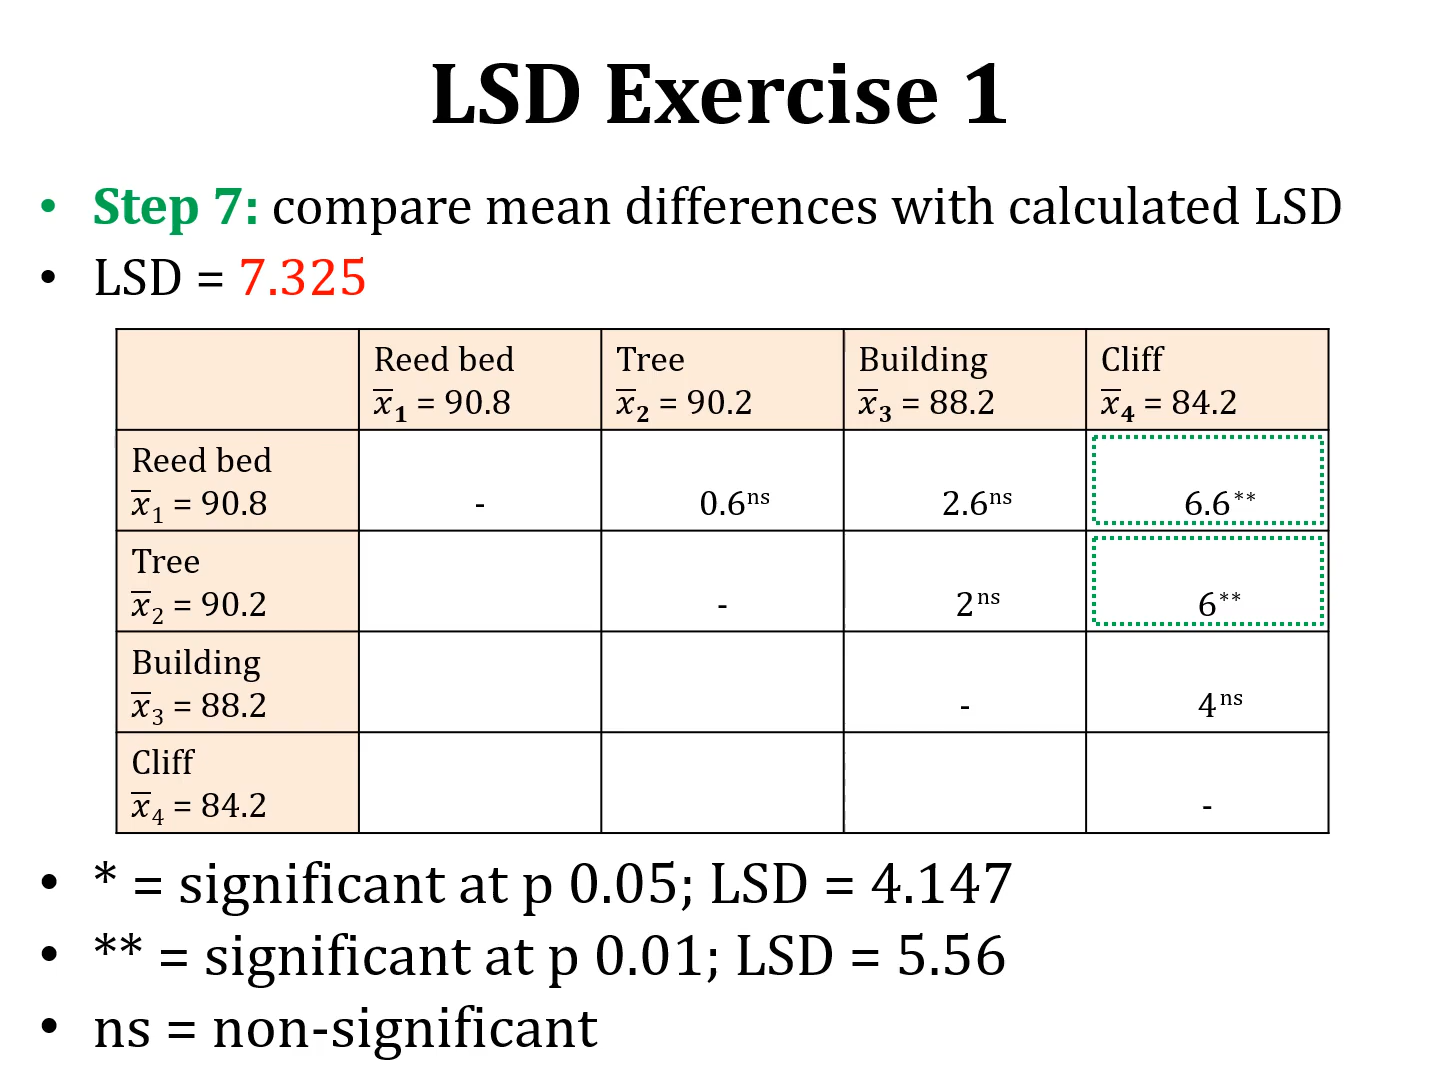 LSD Exercise 1
• Step 7: compare mean differences with calculated LSD
• LSD = 7.325
Reed bed Tree Building Cliff
x̅₁ = 90.8 x̅₂ = 90.2 x̅₃ = 88.2 x̅₄ = 84.2
Reed bed
x̅₁ = 90.8 - 0.6ns 2.6ns 6.6**
Tree
x̅₂ = 90.2 - 2ns 6**
Building
x̅₃ = 88.2 - 4ns
Cliff
x̅₄ = 84.2 -
• * = significant at p 0.05; LSD = 4.147
• ** = significant at p 0.01; LSD = 5.56
• ns = non-significant